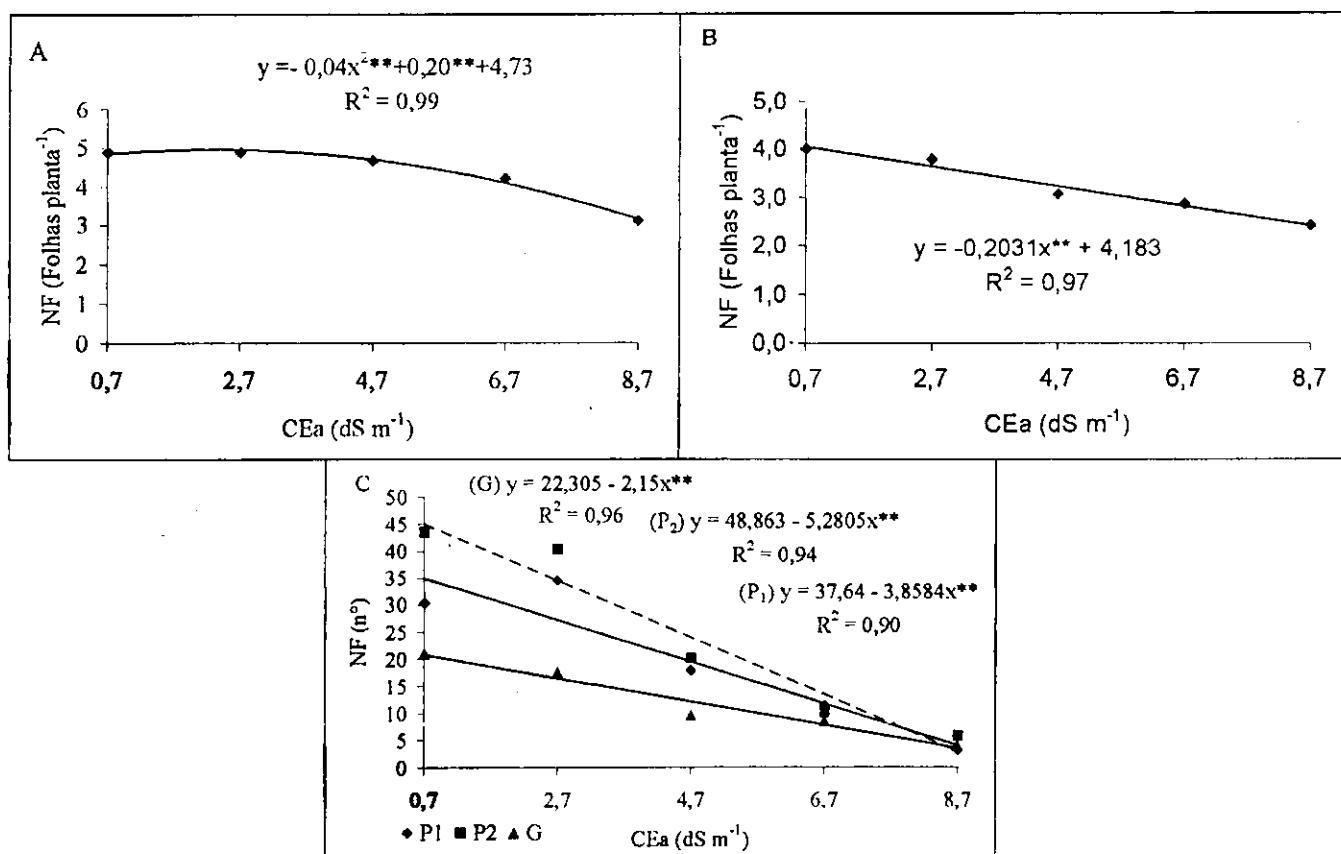 A
y = - 0,04x²**+0,20**+4,73
R² = 0,99
NF (Folhas planta⁻¹)
6
5
4
3
2
1
0
0,7 2,7 4,7 6,7 8,7
CEa (dS m⁻¹)
B
5,0
4,0
3,0
2,0
1,0
0,0
NF (Folhas planta⁻¹)
y = -0,2031x** + 4,183
R² = 0,97
0,7 2,7 4,7 6,7 8,7
CEa (dS m⁻¹)
C
(G) y = 22,305 - 2,15x**
R² = 0,96
(P₂) y = 48,863 - 5,2805x**
R² = 0,94
(P₁) y = 37,64 - 3,8584x**
R² = 0,90
NF (n°)
50
45
40
35
30
25
20
15
10
5
0
0,7 2,7 4,7 6,7 8,7
P1 P2 G
CEa (dS m⁻¹)